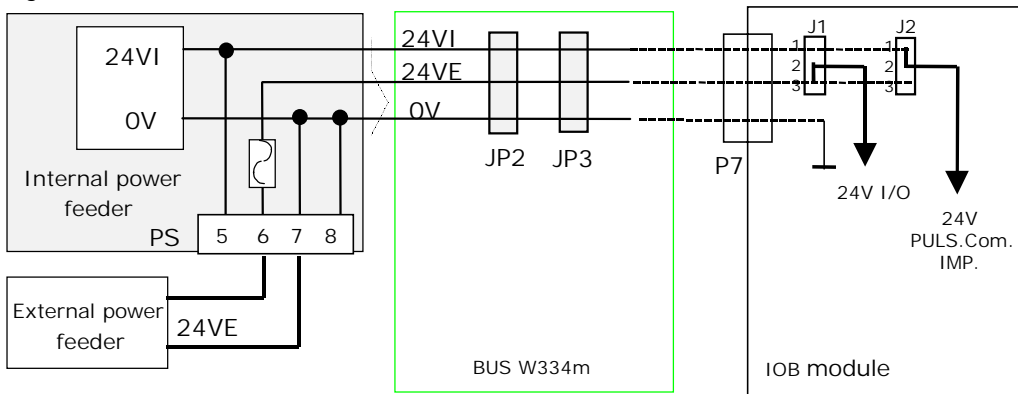 24VI
0V
Internal power
feeder
PS 5 6 7 8
External power
feeder
24VE
24VI
24VE
0V
JP2 JP3
BUS W334m
P7
J1 J2
1 1
2 2
3 3
24V I/O
24V
PULS.Com.
IMP.
IOB module